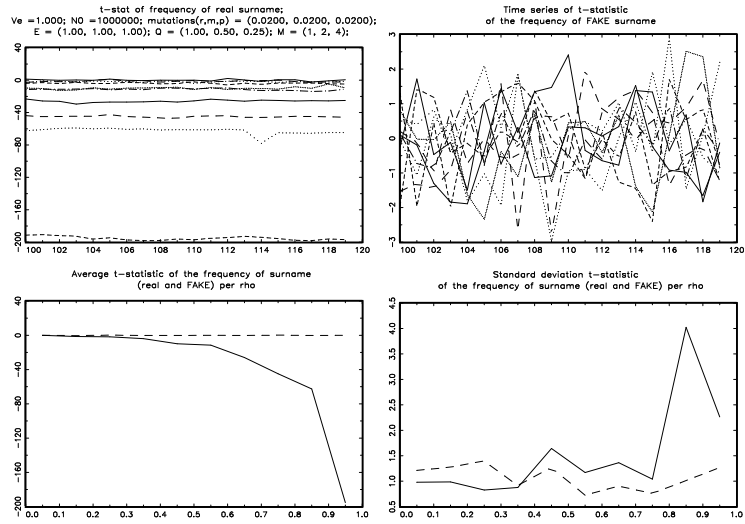 t-stat of frequency of real surname;
Ve =1.000; N0 =1000000; mutations(r,m,p) = (0.0200, 0.0200, 0.0200);
E = (1.00, 1.00, 1.00); Q = (1.00, 0.50, 0.25); M = (1, 2, 4);
40
0
-40
-80
-120
-160
-200
100 102 104 106 108 110 112 114 116 118 120
Time series of t-statistic
of the frequency of FAKE surname
3
2
1
0
-1
-2
-3
100 102 104 106 108 110 112 114 116 118 120
Average t-statistic of the frequency of surname
(real and FAKE) per rho
40
0
-40
-80
-120
-160
-200
0.0 0.1 0.2 0.3 0.4 0.5 0.6 0.7 0.8 0.9 1.0
Standard deviation t-statistic
of the frequency of surname (real and FAKE) per rho
4.5
4.0
3.5
3.0
2.5
2.0
1.5
1.0
0.5
0.0 0.1 0.2 0.3 0.4 0.5 0.6 0.7 0.8 0.9 1.0